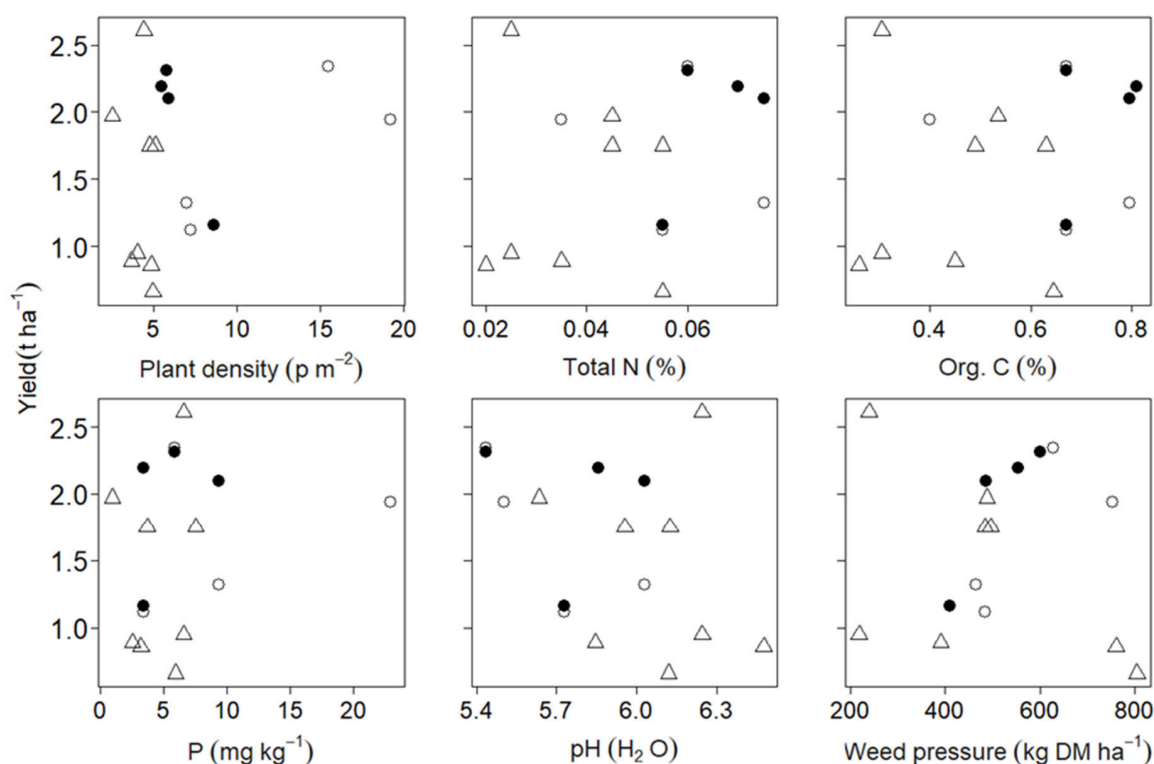 2.5
2.0
1.5
1.0
5 10 15 20
0.02 0.04 0.06
0.4 0.6 0.8
Plant density (p m⁻²)
Total N (%)
Org. C (%)
Yield (t ha⁻¹)
2.5
2.0
1.5
1.0
0 5 10 15 20
5.4 5.7 6.0 6.3
200 400 600 800
P (mg kg⁻¹)
pH (H₂ O)
Weed pressure (kg DM ha⁻¹)